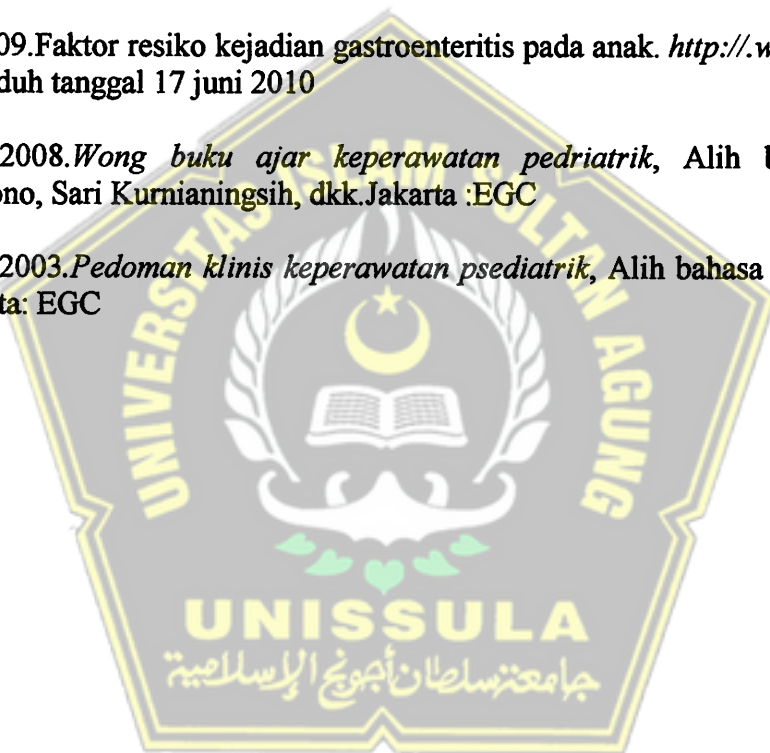 09.Faktor resiko kejadian gastroenteritis pada anak. http://.w
duh tanggal 17 juni 2010
2008.Wong buku ajar keperawatan pedriatrik, Alih b
ono, Sari Kurnianingsih, dkk.Jakarta :EGC
2003.Pedoman klinis keperawatan psediatrik, Alih bahasa
ta: EGC
UNIVERSITAS ISLAM SULTAN AGUNG
UNISSULA
جامعة سلطان أجونج الإسلامية